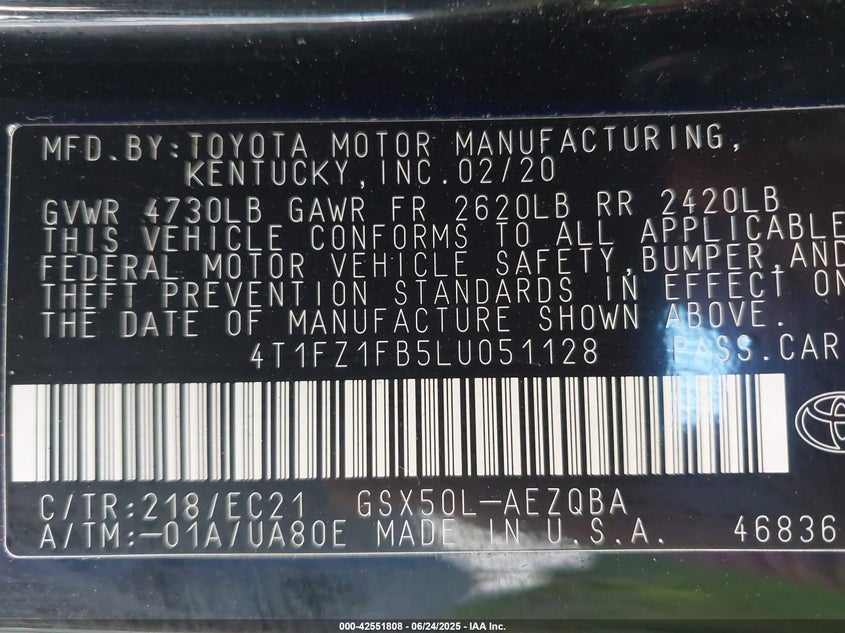 MFD.BY:TOYOTA MOTOR MANUFACTURING,
KENTUCKY,INC.02/20
GVWR 4730LB GAWR FR 2620LB RR 2420LB
THIS VEHICLE CONFORMS TO ALL APPLICABLE
FEDERAL MOTOR VEHICLE SAFETY,BUMPER,AND
THEFT PREVENTION STANDARDS IN EFFECT ON
THE DATE OF MANUFACTURE SHOWN ABOVE.
4T1FZ1FB5LU051128 PASS.CAR
C/TR:218/EC21 GSX50L-AEZQBA
A/TM:-01A/UA80E MADE IN U.S.A. 46836
000-42551808 - 06/24/2025 - IAA Inc.